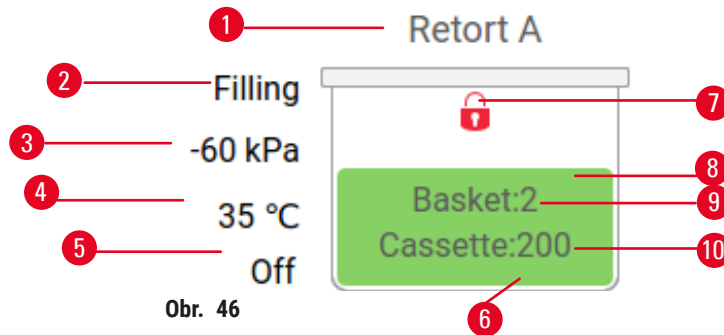 1 Retort A
2 Filling
3 -60 kPa
4 35 °C
5 Off
7
8
Basket:2 9
Cassette:200 10
6
Obr. 46